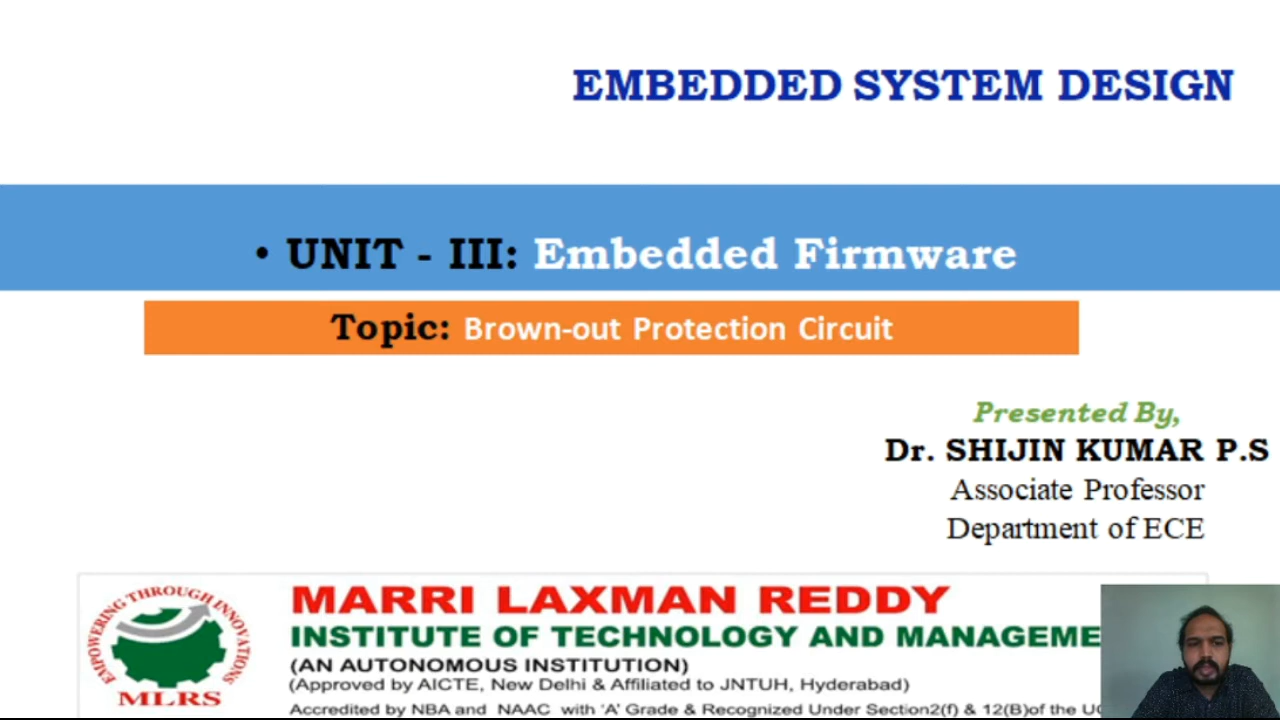 EMBEDDED SYSTEM DESIGN
• UNIT - III: Embedded Firmware
Topic: Brown-out Protection Circuit
Presented By,
Dr. SHIJIN KUMAR P.S
Associate Professor
Department of ECE
EMPOWERING THROUGH INNOVATIONS
MLRS
MARRI LAXMAN REDDY
INSTITUTE OF TECHNOLOGY AND MANAGEME
(AN AUTONOMOUS INSTITUTION)
(Approved by AICTE, New Delhi & Affiliated to JNTUH, Hyderabad)
Accredited by NBA and NAAC with 'A' Grade & Recognized Under Section2(f) & 12(B)of the